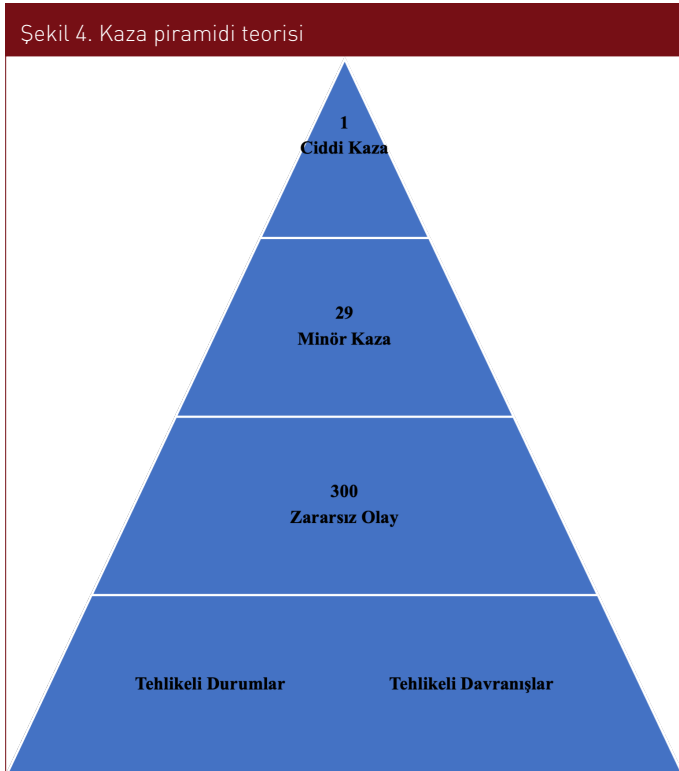 Şekil 4. Kaza piramidi teorisi
1
Ciddi Kaza
29
Minör Kaza
300
Zararsız Olay
Tehlikeli Durumlar Tehlikeli Davranışlar